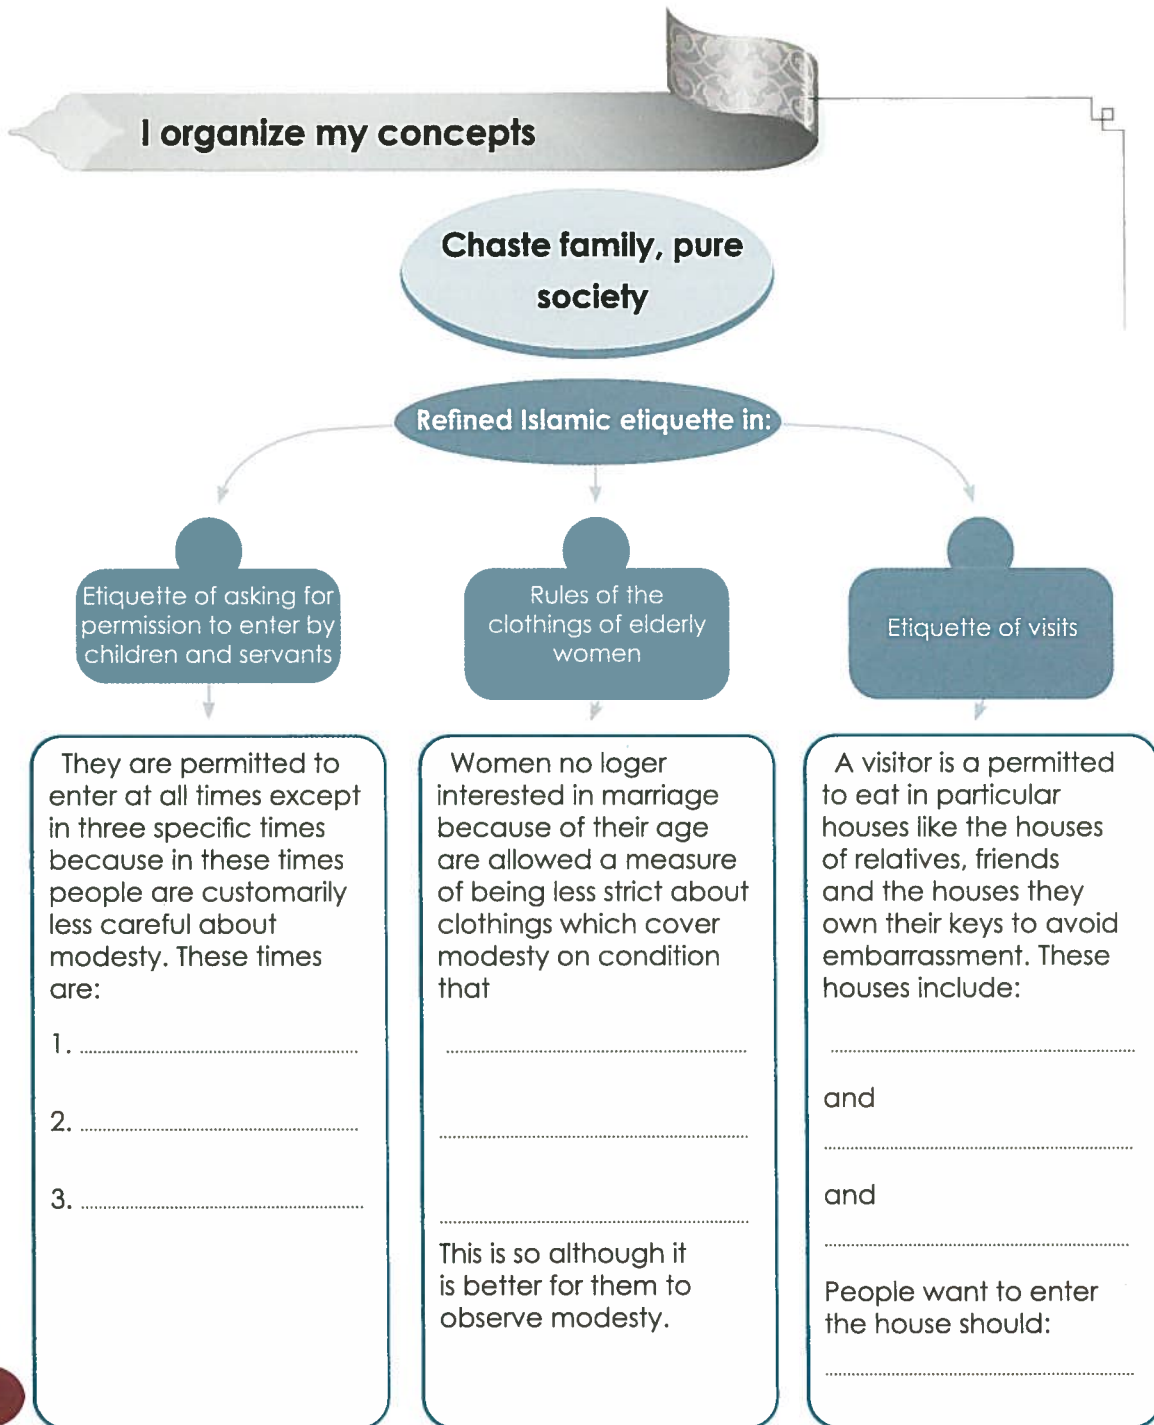 I organize my concepts
Chaste family, pure
society
Refined Islamic etiquette in:
Etiquette of asking for
permission to enter by
children and servants
They are permitted to
enter at all times except
in three specific times
because in these times
people are customarily
less careful about
modesty. These times
are:
1. ..........
2. ..........
3. ..........
Rules of the
clothings of elderly
women
Women no loger
interested in marriage
because of their age
are allowed a measure
of being less strict about
clothings which cover
modesty on condition
that
..........
..........
..........
This is so although it
is better for them to
observe modesty.
Etiquette of visits
A visitor is a permitted
to eat in particular
houses like the houses
of relatives, friends
and the houses they
own their keys to avoid
embarrassment. These
houses include:
..........
and
..........
and
..........
People want to enter
the house should:
..........